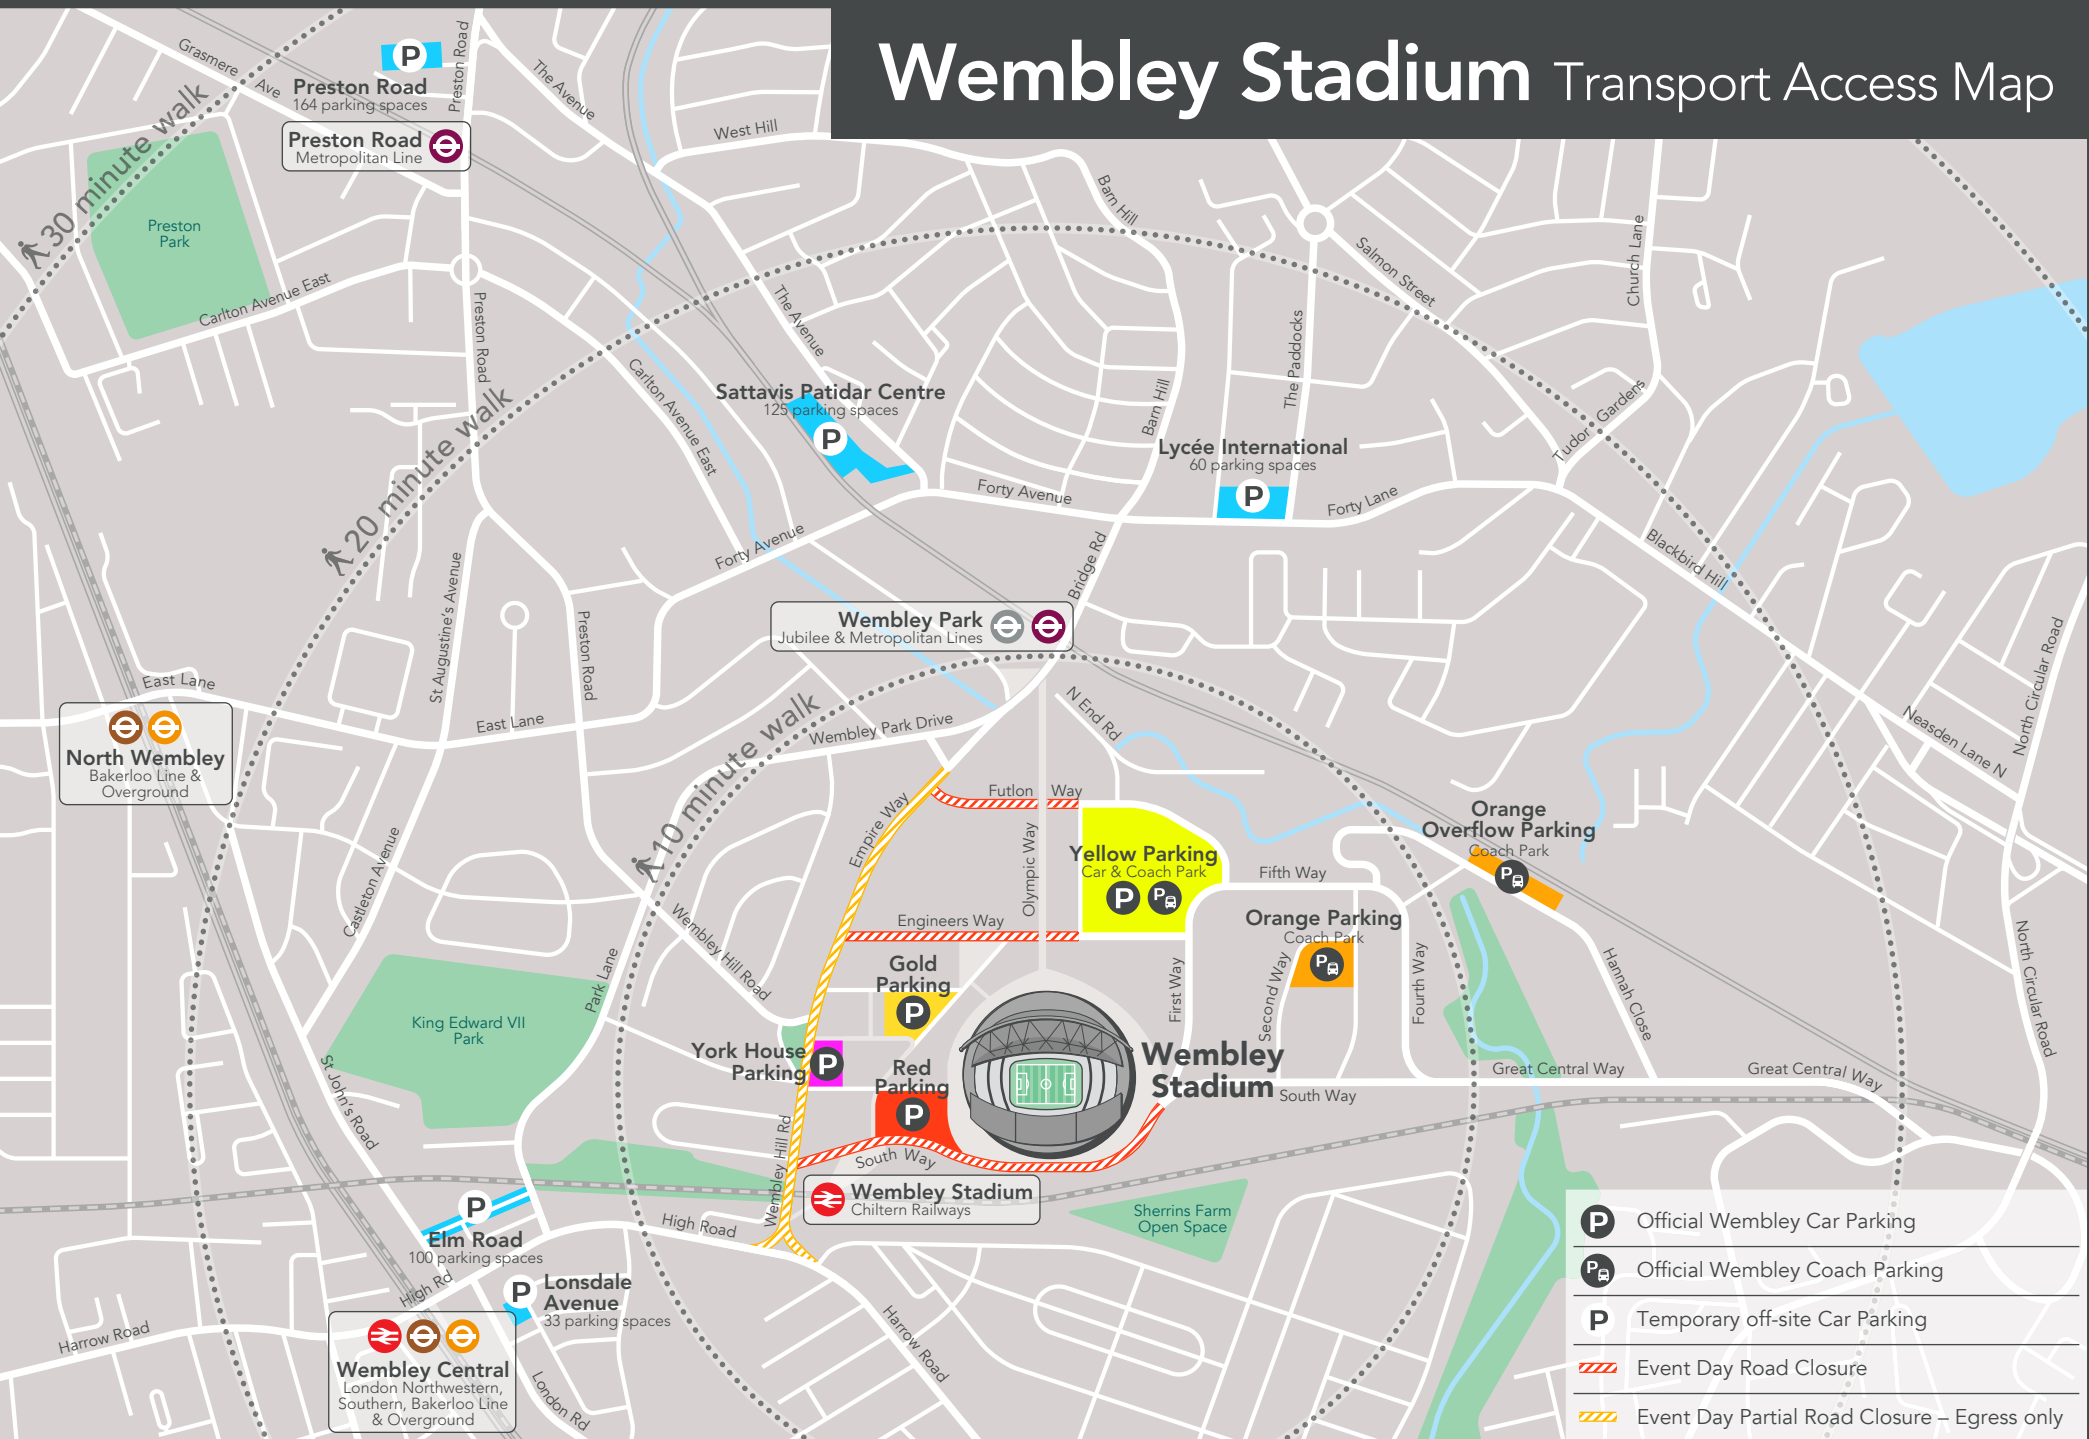 Wembley Stadium Transport Access Map
Grasmere Ave
Preston Road
164 parking spaces
Preston Road
The Avenue
West Hill
Preston Road
Metropolitan Line
30 minute walk
Preston
Park
Carlton Avenue East
Preston Road
Barn Hill
Salmon Street
Church Lane
The Avenue
The Paddocks
Carlton Avenue East
Sattavis Patidar Centre
125 parking spaces
P
Barn Hill
Tudor Gardens
20 minute walk
Lycée International
60 parking spaces
P
Forty Avenue
Forty Lane
Forty Avenue
Bridge Rd
Blackbird Hill
St Augustine's Avenue
Preston Road
Wembley Park
Jubilee & Metropolitan Lines
North Circular Road
East Lane
East Lane
North Wembley
Bakerloo Line &
Overground
10 minute walk
Wembley Park Drive
N End Rd
Neasden Lane N
Futlon Way
Empire Way
Olympic Way
Castleton Avenue
Yellow Parking
Car & Coach Park
P
P
Orange
Overflow Parking
Coach Park
P
Fifth Way
Engineers Way
Orange Parking
Coach Park
P
Wembley Hill Road
Park Lane
Gold
Parking
P
First Way
Second Way
Fourth Way
Hannah Close
North Circular Road
King Edward VII
Park
York House
Parking
P
Red
Parking
P
Wembley
Stadium
Great Central Way
Great Central Way
South Way
St John's Road
Wembley Hill Rd
South Way
Wembley Stadium
Chiltern Railways
Sherrins Farm
Open Space
P
Elm Road
100 parking spaces
High Road
High Rd
P
Lonsdale
Avenue
33 parking spaces
Harrow Road
Harrow Road
Wembley Central
London Northwestern,
Southern, Bakerloo Line
& Overground
London Rd
P
P Official Wembley Car Parking
P Official Wembley Coach Parking
P Temporary off-site Car Parking
Event Day Road Closure
Event Day Partial Road Closure – Egress only